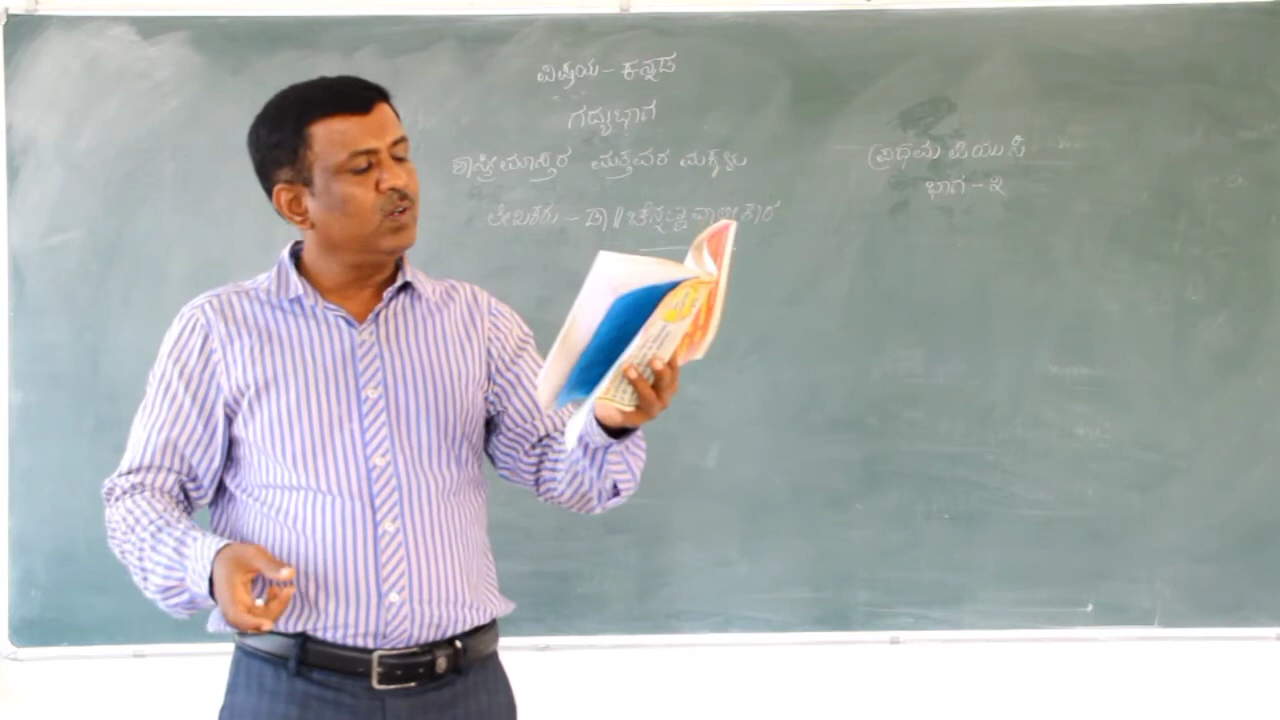 ವಿಷಯ - ಕನ್ನಡ
ಗದ್ಯಭಾಗ
ಶಾಸ್ತ್ರೀಮಾಸ್ತರ ಮತ್ತವರ ಮಕ್ಕಳು
ಲೇಖಕರು - ಡಾ|| ಚೆನ್ನಣ್ಣ ವಾಲೀಕಾರ
ಪ್ರಥಮ ಪಿಯುಸಿ
ಭಾಗ - ೨